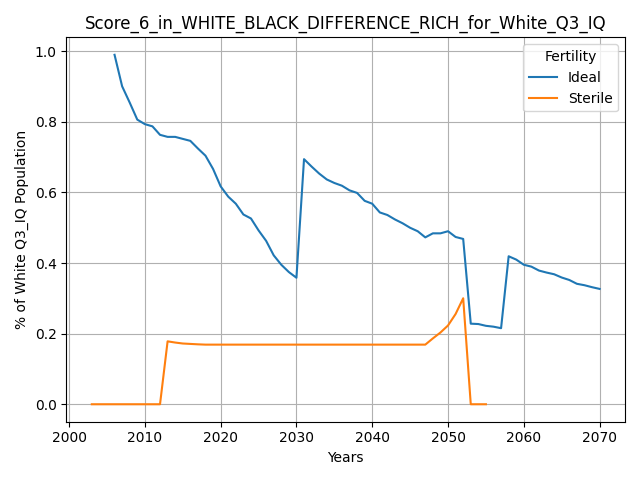 Score_6_in_WHITE_BLACK_DIFFERENCE_RICH_for_White_Q3_IQ
Fertility
Ideal
Sterile
1.0
0.8
0.6
0.4
0.2
0.0
% of White Q3_IQ Population
2000 2010 2020 2030 2040 2050 2060 2070
Years